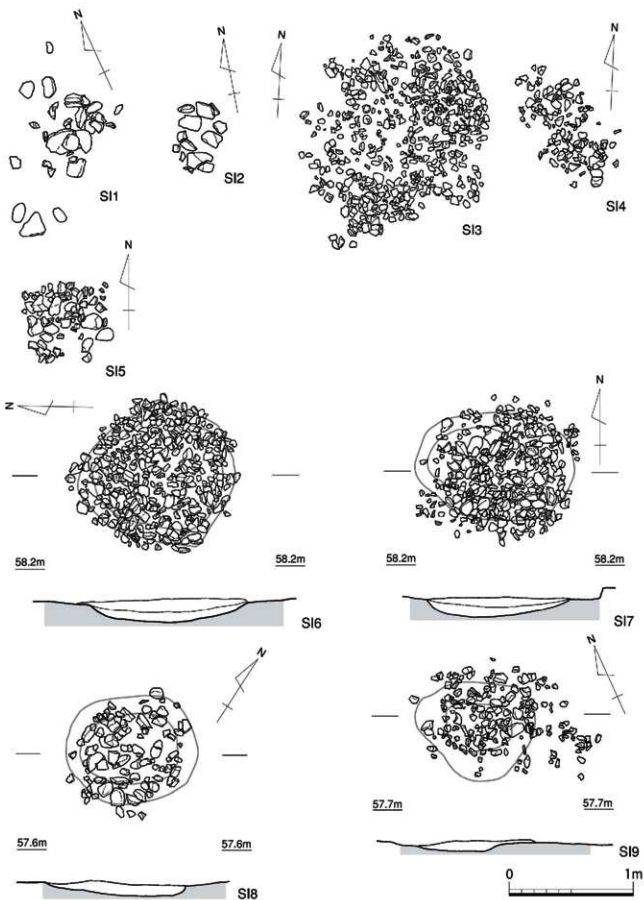 N
N
N
N
SI1
SI2
SI3
SI4
N
SI5
N
N
58.2m
58.2m
58.2m
58.2m
SI6
SI7
N
N
57.6m
57.6m
57.7m
57.7m
SI8
SI9
0
1m